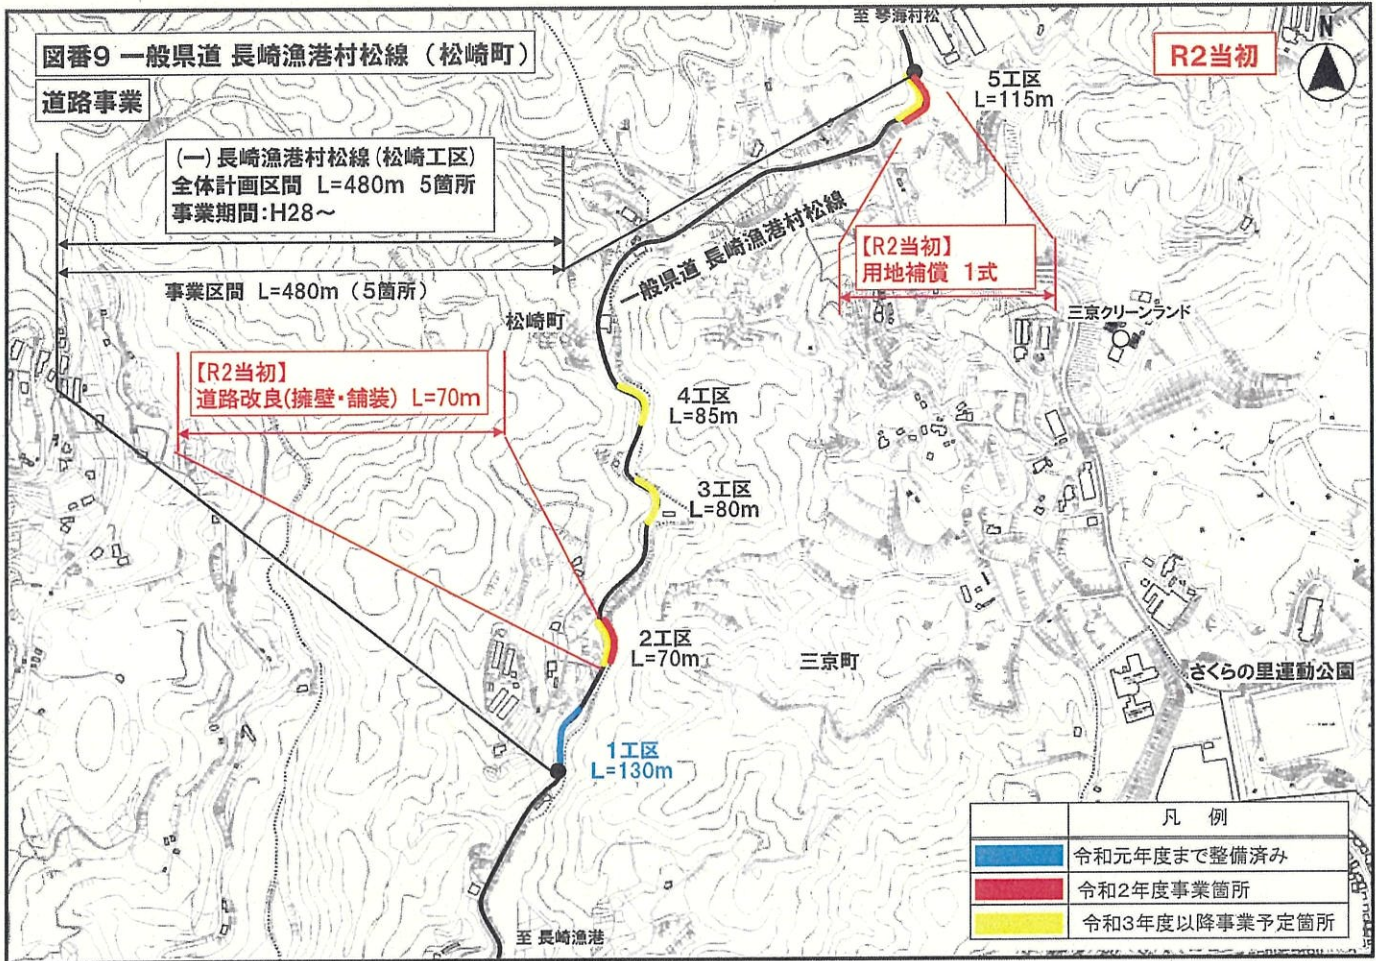 至 琴海村松
図番9 一般県道 長崎漁港村松線（松崎町）
道路事業
R2当初
N
5工区
L=115m
(一)長崎漁港村松線(松崎工区)
全体計画区間 L=480m 5箇所
事業期間:H28～
事業区間 L=480m（5箇所）
一般県道 長崎漁港村松線
【R2当初】
用地補償 1式
三京クリーンランド
松崎町
【R2当初】
道路改良(擁壁・舗装) L=70m
4工区
L=85m
3工区
L=80m
2工区
L=70m
三京町
さくらの里運動公園
1工区
L=130m
凡 例
令和元年度まで整備済み
令和2年度事業箇所
令和3年度以降事業予定箇所
至 長崎漁港